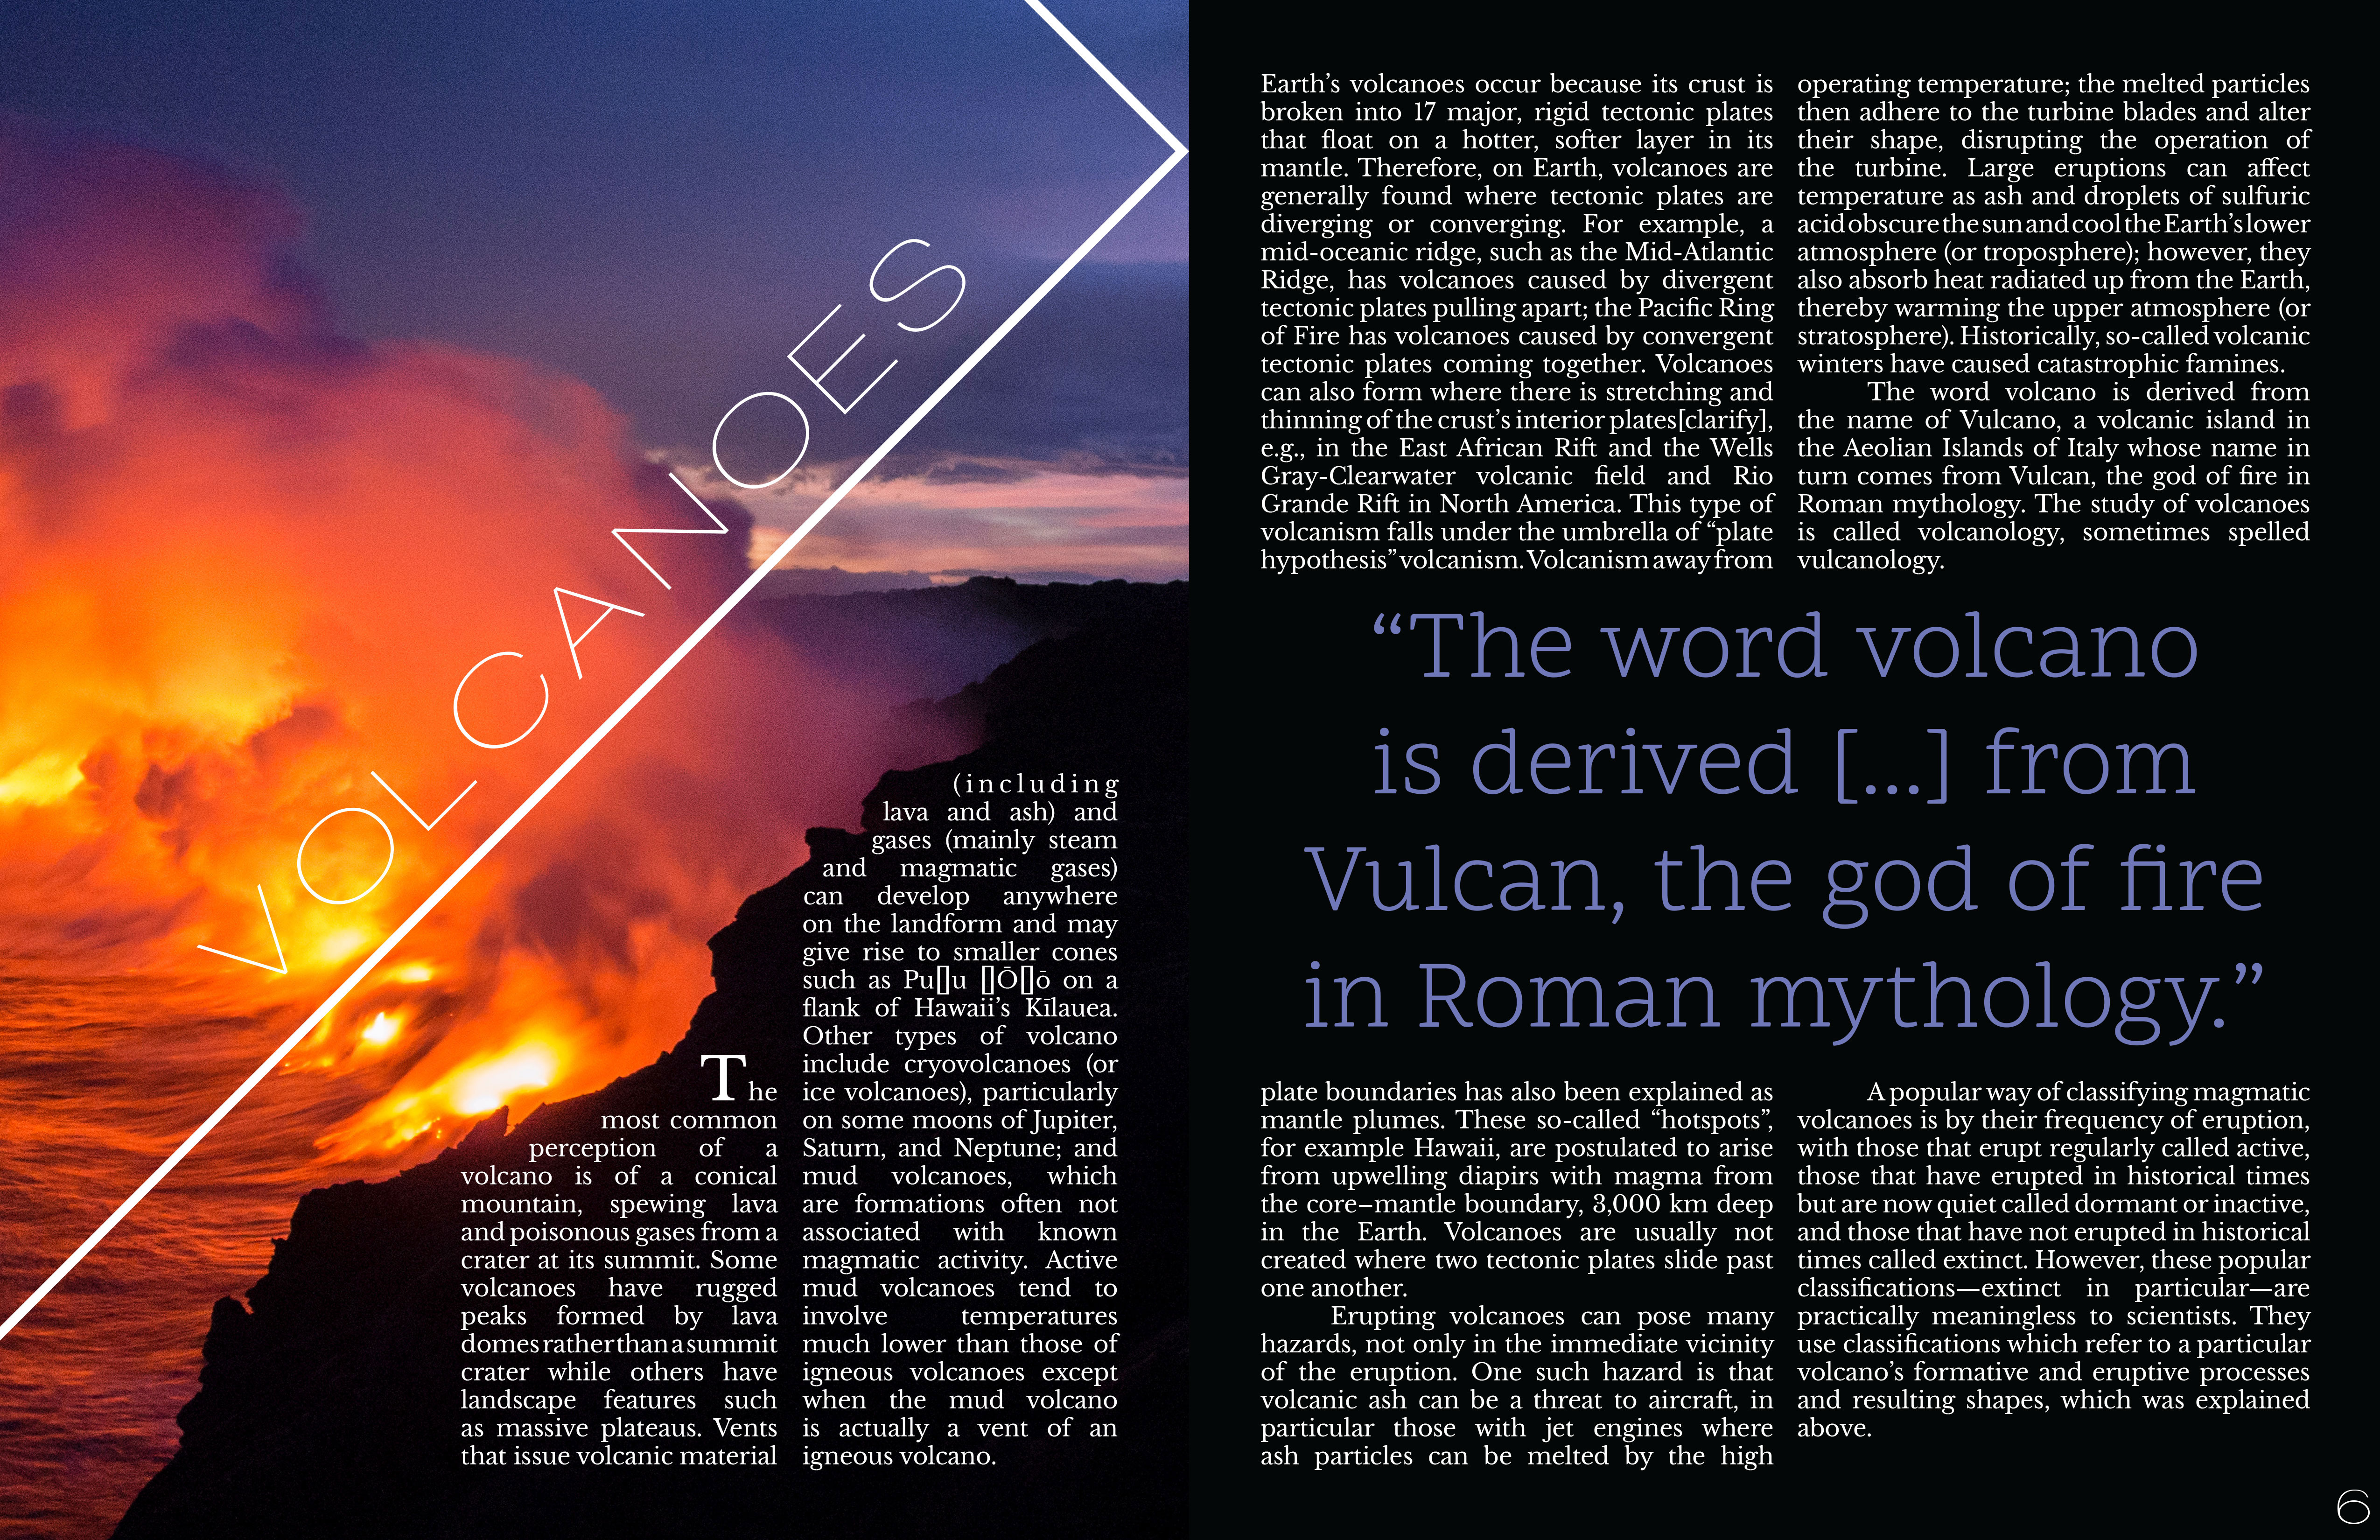 VOLCANOES
The
most common
perception of a
volcano is of a conical
mountain, spewing lava
and poisonous gases from a
crater at its summit. Some
volcanoes have rugged
peaks formed by lava
domes rather than a summit
crater while others have
landscape features such
as massive plateaus. Vents
that issue volcanic material
(including
lava and ash) and
gases (mainly steam
and magmatic gases)
can develop anywhere
on the landform and may
give rise to smaller cones
such as Pu▯u ▯Ō▯ō on a
flank of Hawaii’s Kīlauea.
Other types of volcano
include cryovolcanoes (or
ice volcanoes), particularly
on some moons of Jupiter,
Saturn, and Neptune; and
mud volcanoes, which
are formations often not
associated with known
magmatic activity. Active
mud volcanoes tend to
involve temperatures
much lower than those of
igneous volcanoes except
when the mud volcano
is actually a vent of an
igneous volcano.
Earth’s volcanoes occur because its crust is
broken into 17 major, rigid tectonic plates
that float on a hotter, softer layer in its
mantle. Therefore, on Earth, volcanoes are
generally found where tectonic plates are
diverging or converging. For example, a
mid-oceanic ridge, such as the Mid-Atlantic
Ridge, has volcanoes caused by divergent
tectonic plates pulling apart; the Pacific Ring
of Fire has volcanoes caused by convergent
tectonic plates coming together. Volcanoes
can also form where there is stretching and
thinning of the crust’s interior plates[clarify],
e.g., in the East African Rift and the Wells
Gray-Clearwater volcanic field and Rio
Grande Rift in North America. This type of
volcanism falls under the umbrella of “plate
hypothesis” volcanism. Volcanism away from
plate boundaries has also been explained as
mantle plumes. These so-called “hotspots”,
for example Hawaii, are postulated to arise
from upwelling diapirs with magma from
the core–mantle boundary, 3,000 km deep
in the Earth. Volcanoes are usually not
created where two tectonic plates slide past
one another.
Erupting volcanoes can pose many
hazards, not only in the immediate vicinity
of the eruption. One such hazard is that
volcanic ash can be a threat to aircraft, in
particular those with jet engines where
ash particles can be melted by the high
operating temperature; the melted particles
then adhere to the turbine blades and alter
their shape, disrupting the operation of
the turbine. Large eruptions can affect
temperature as ash and droplets of sulfuric
acid obscure the sun and cool the Earth’s lower
atmosphere (or troposphere); however, they
also absorb heat radiated up from the Earth,
thereby warming the upper atmosphere (or
stratosphere). Historically, so-called volcanic
winters have caused catastrophic famines.
The word volcano is derived from
the name of Vulcano, a volcanic island in
the Aeolian Islands of Italy whose name in
turn comes from Vulcan, the god of fire in
Roman mythology. The study of volcanoes
is called volcanology, sometimes spelled
vulcanology.
“The word volcano
is derived [...] from
Vulcan, the god of fire
in Roman mythology.”
A popular way of classifying magmatic
volcanoes is by their frequency of eruption,
with those that erupt regularly called active,
those that have erupted in historical times
but are now quiet called dormant or inactive,
and those that have not erupted in historical
times called extinct. However, these popular
classifications—extinct in particular—are
practically meaningless to scientists. They
use classifications which refer to a particular
volcano’s formative and eruptive processes
and resulting shapes, which was explained
above.
6